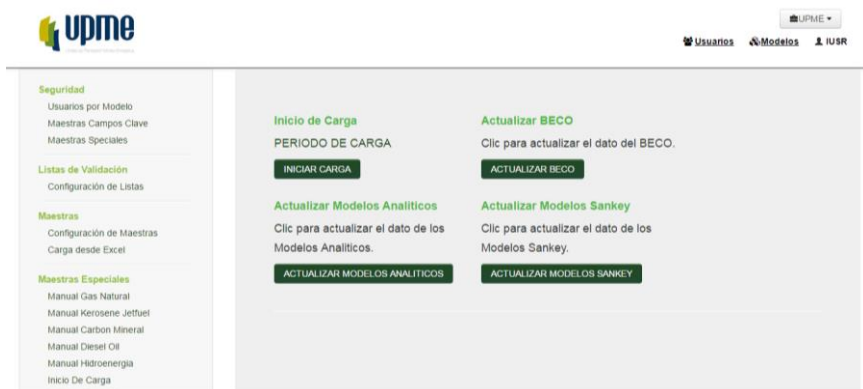 upme
UPME
Usuarios Modelos IUSR
Seguridad
Usuarios por Modelo
Maestras Campos Clave
Maestras Speciales
Listas de Validación
Configuración de Listas
Maestras
Configuración de Maestras
Carga desde Excel
Maestras Especiales
Manual Gas Natural
Manual Kerosene Jetfuel
Manual Carbon Mineral
Manual Diesel Oil
Manual Hidroenergia
Inicio De Carga
Inicio de Carga
PERIODO DE CARGA
INICIAR CARGA
Actualizar BECO
Clic para actualizar el dato del BECO.
ACTUALIZAR BECO
Actualizar Modelos Analiticos
Clic para actualizar el dato de los
Modelos Analiticos.
ACTUALIZAR MODELOS ANALITICOS
Actualizar Modelos Sankey
Clic para actualizar el dato de los
Modelos Sankey.
ACTUALIZAR MODELOS SANKEY